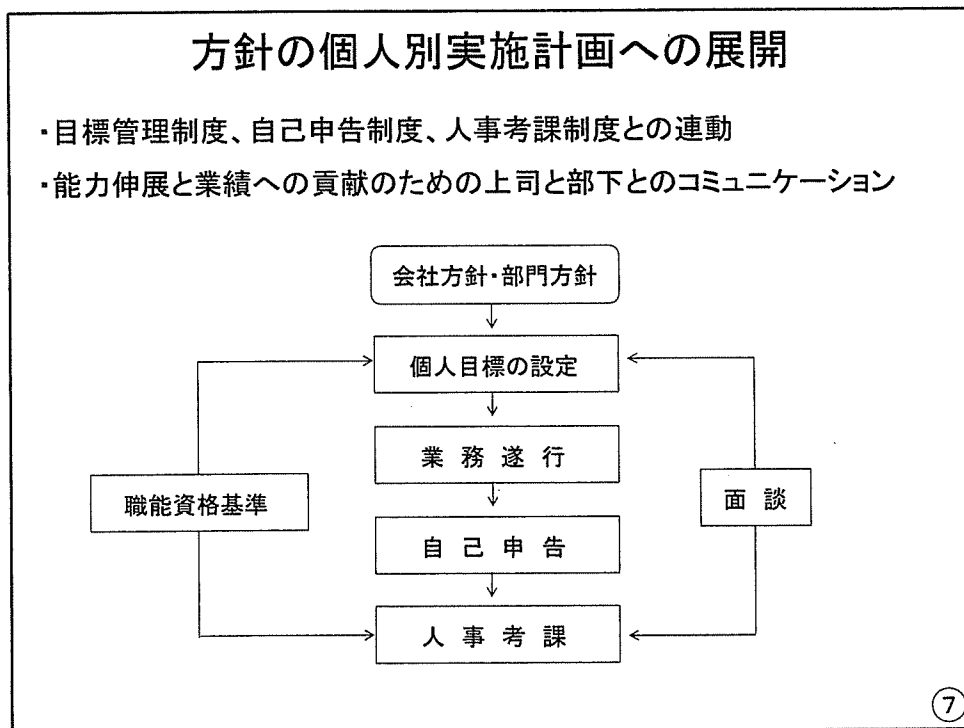 方針の個人別実施計画への展開
・目標管理制度、自己申告制度、人事考課制度との連動
・能力伸展と業績への貢献のための上司と部下とのコミュニケーション
会社方針・部門方針
個人目標の設定
業 務 遂 行
職能資格基準
面 談
自 己 申 告
人 事 考 課
⑦